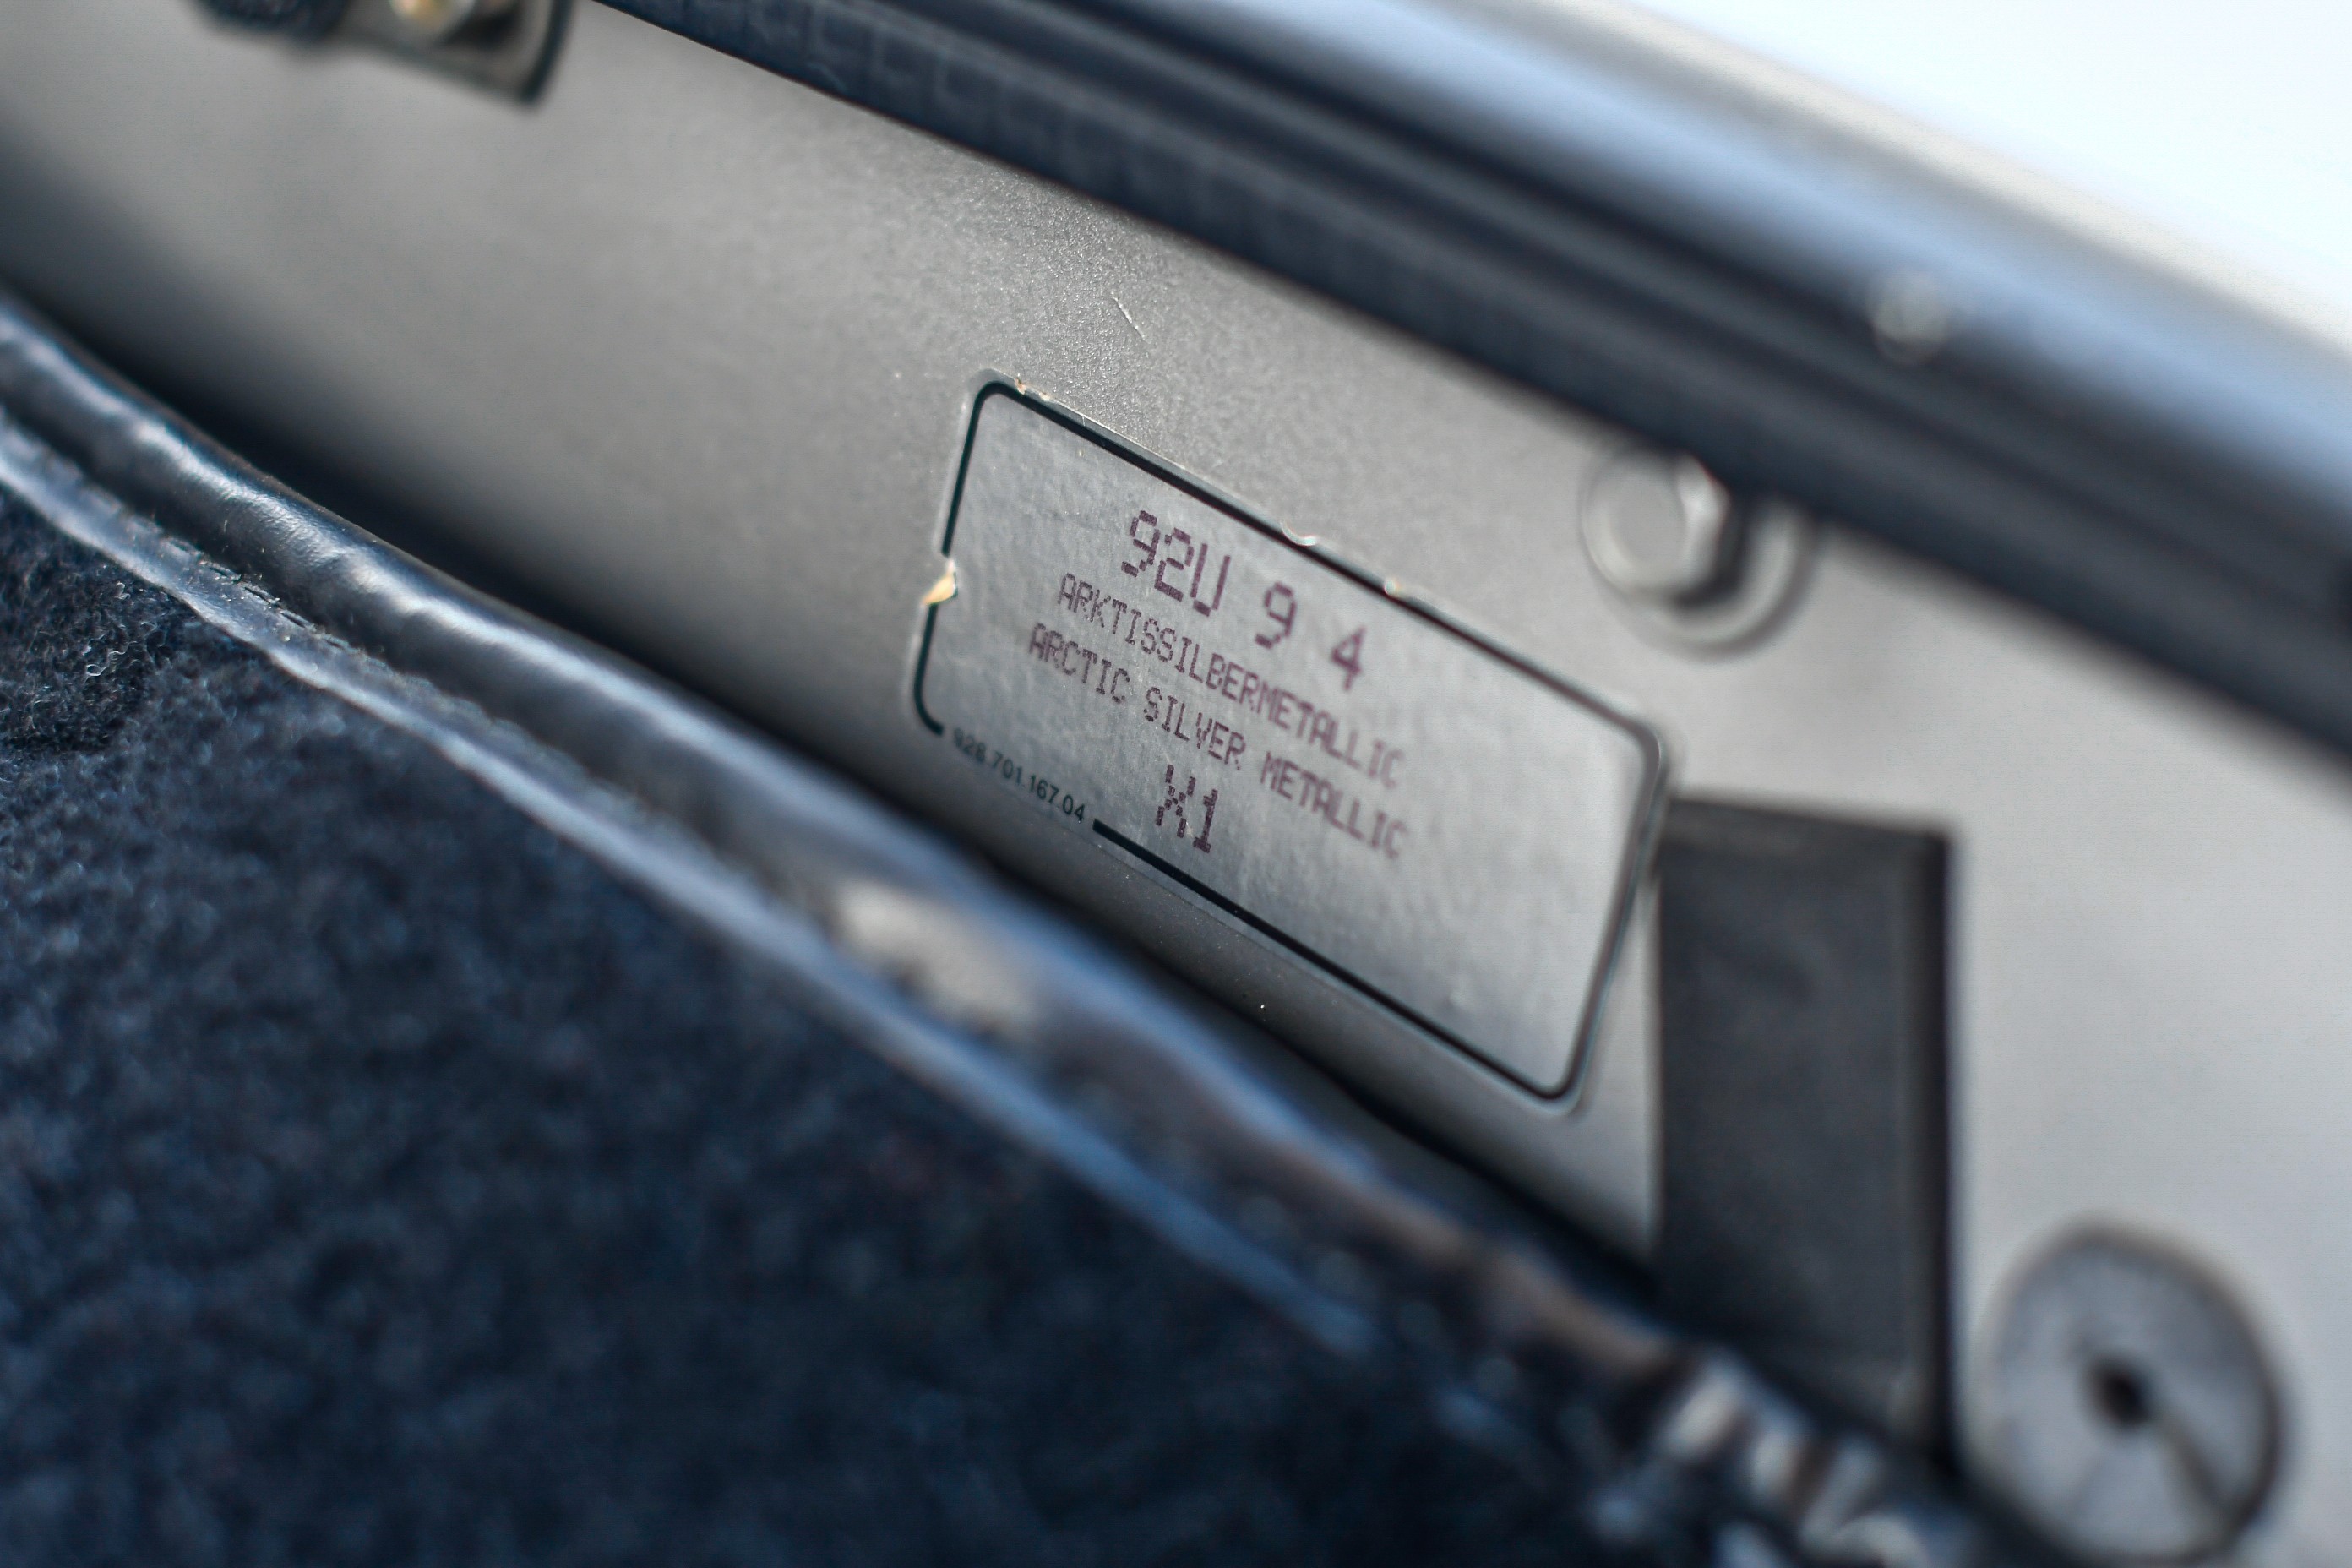 92U 9 4
ARKTISSILBERMETALLIC
ARCTIC SILVER METALLIC
X1
928.701.167.04